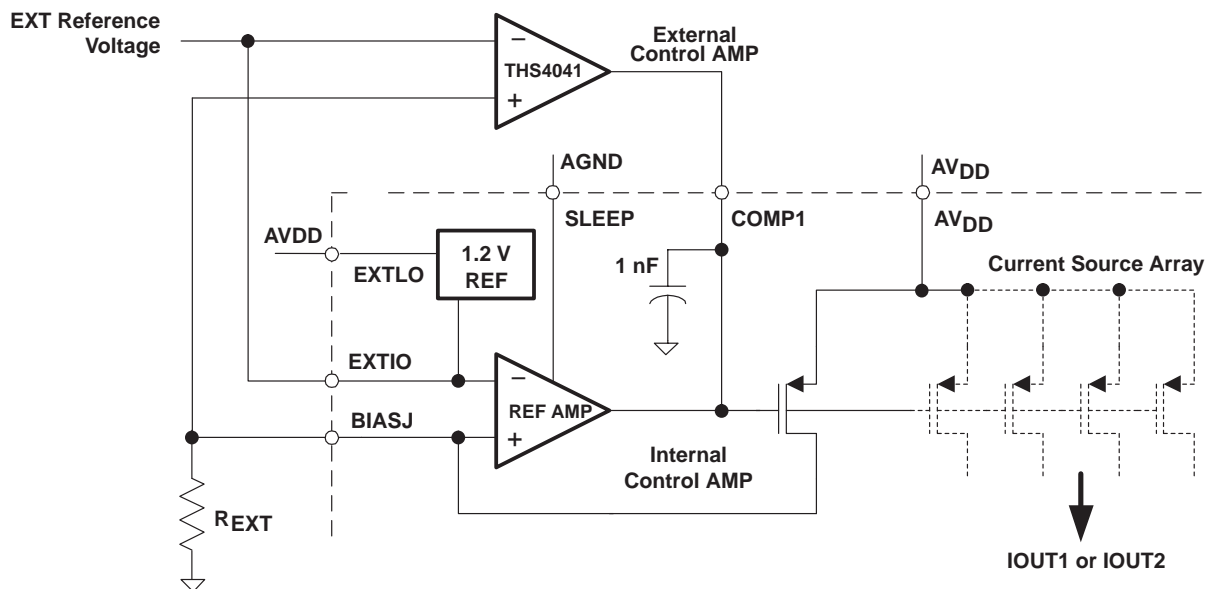 EXT Reference
Voltage
−
THS4041
+
External
Control AMP
AGND
AVDD
SLEEP
COMP1
AVDD
AVDD
EXTLO
1.2 V
REF
1 nF
Current Source Array
EXTIO
−
REF AMP
+
BIASJ
Internal
Control AMP
REXT
IOUT1 or IOUT2